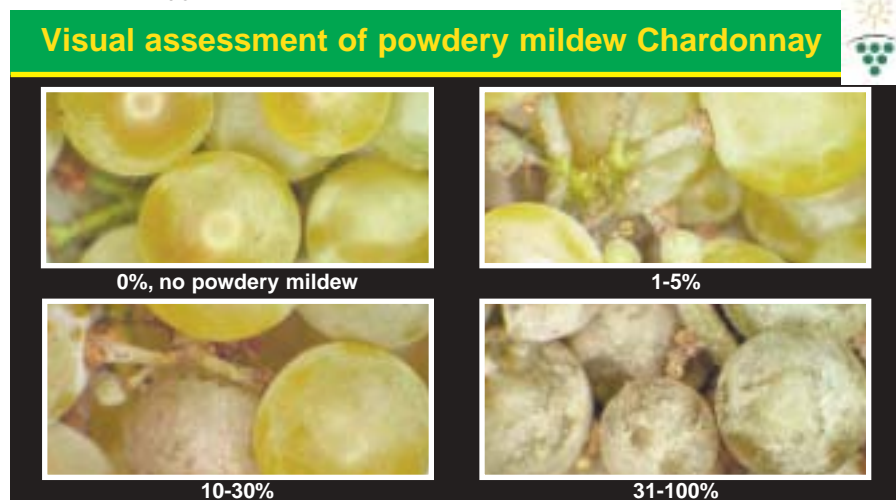 Visual assessment of powdery mildew Chardonnay
0%, no powdery mildew
1-5%
10-30%
31-100%